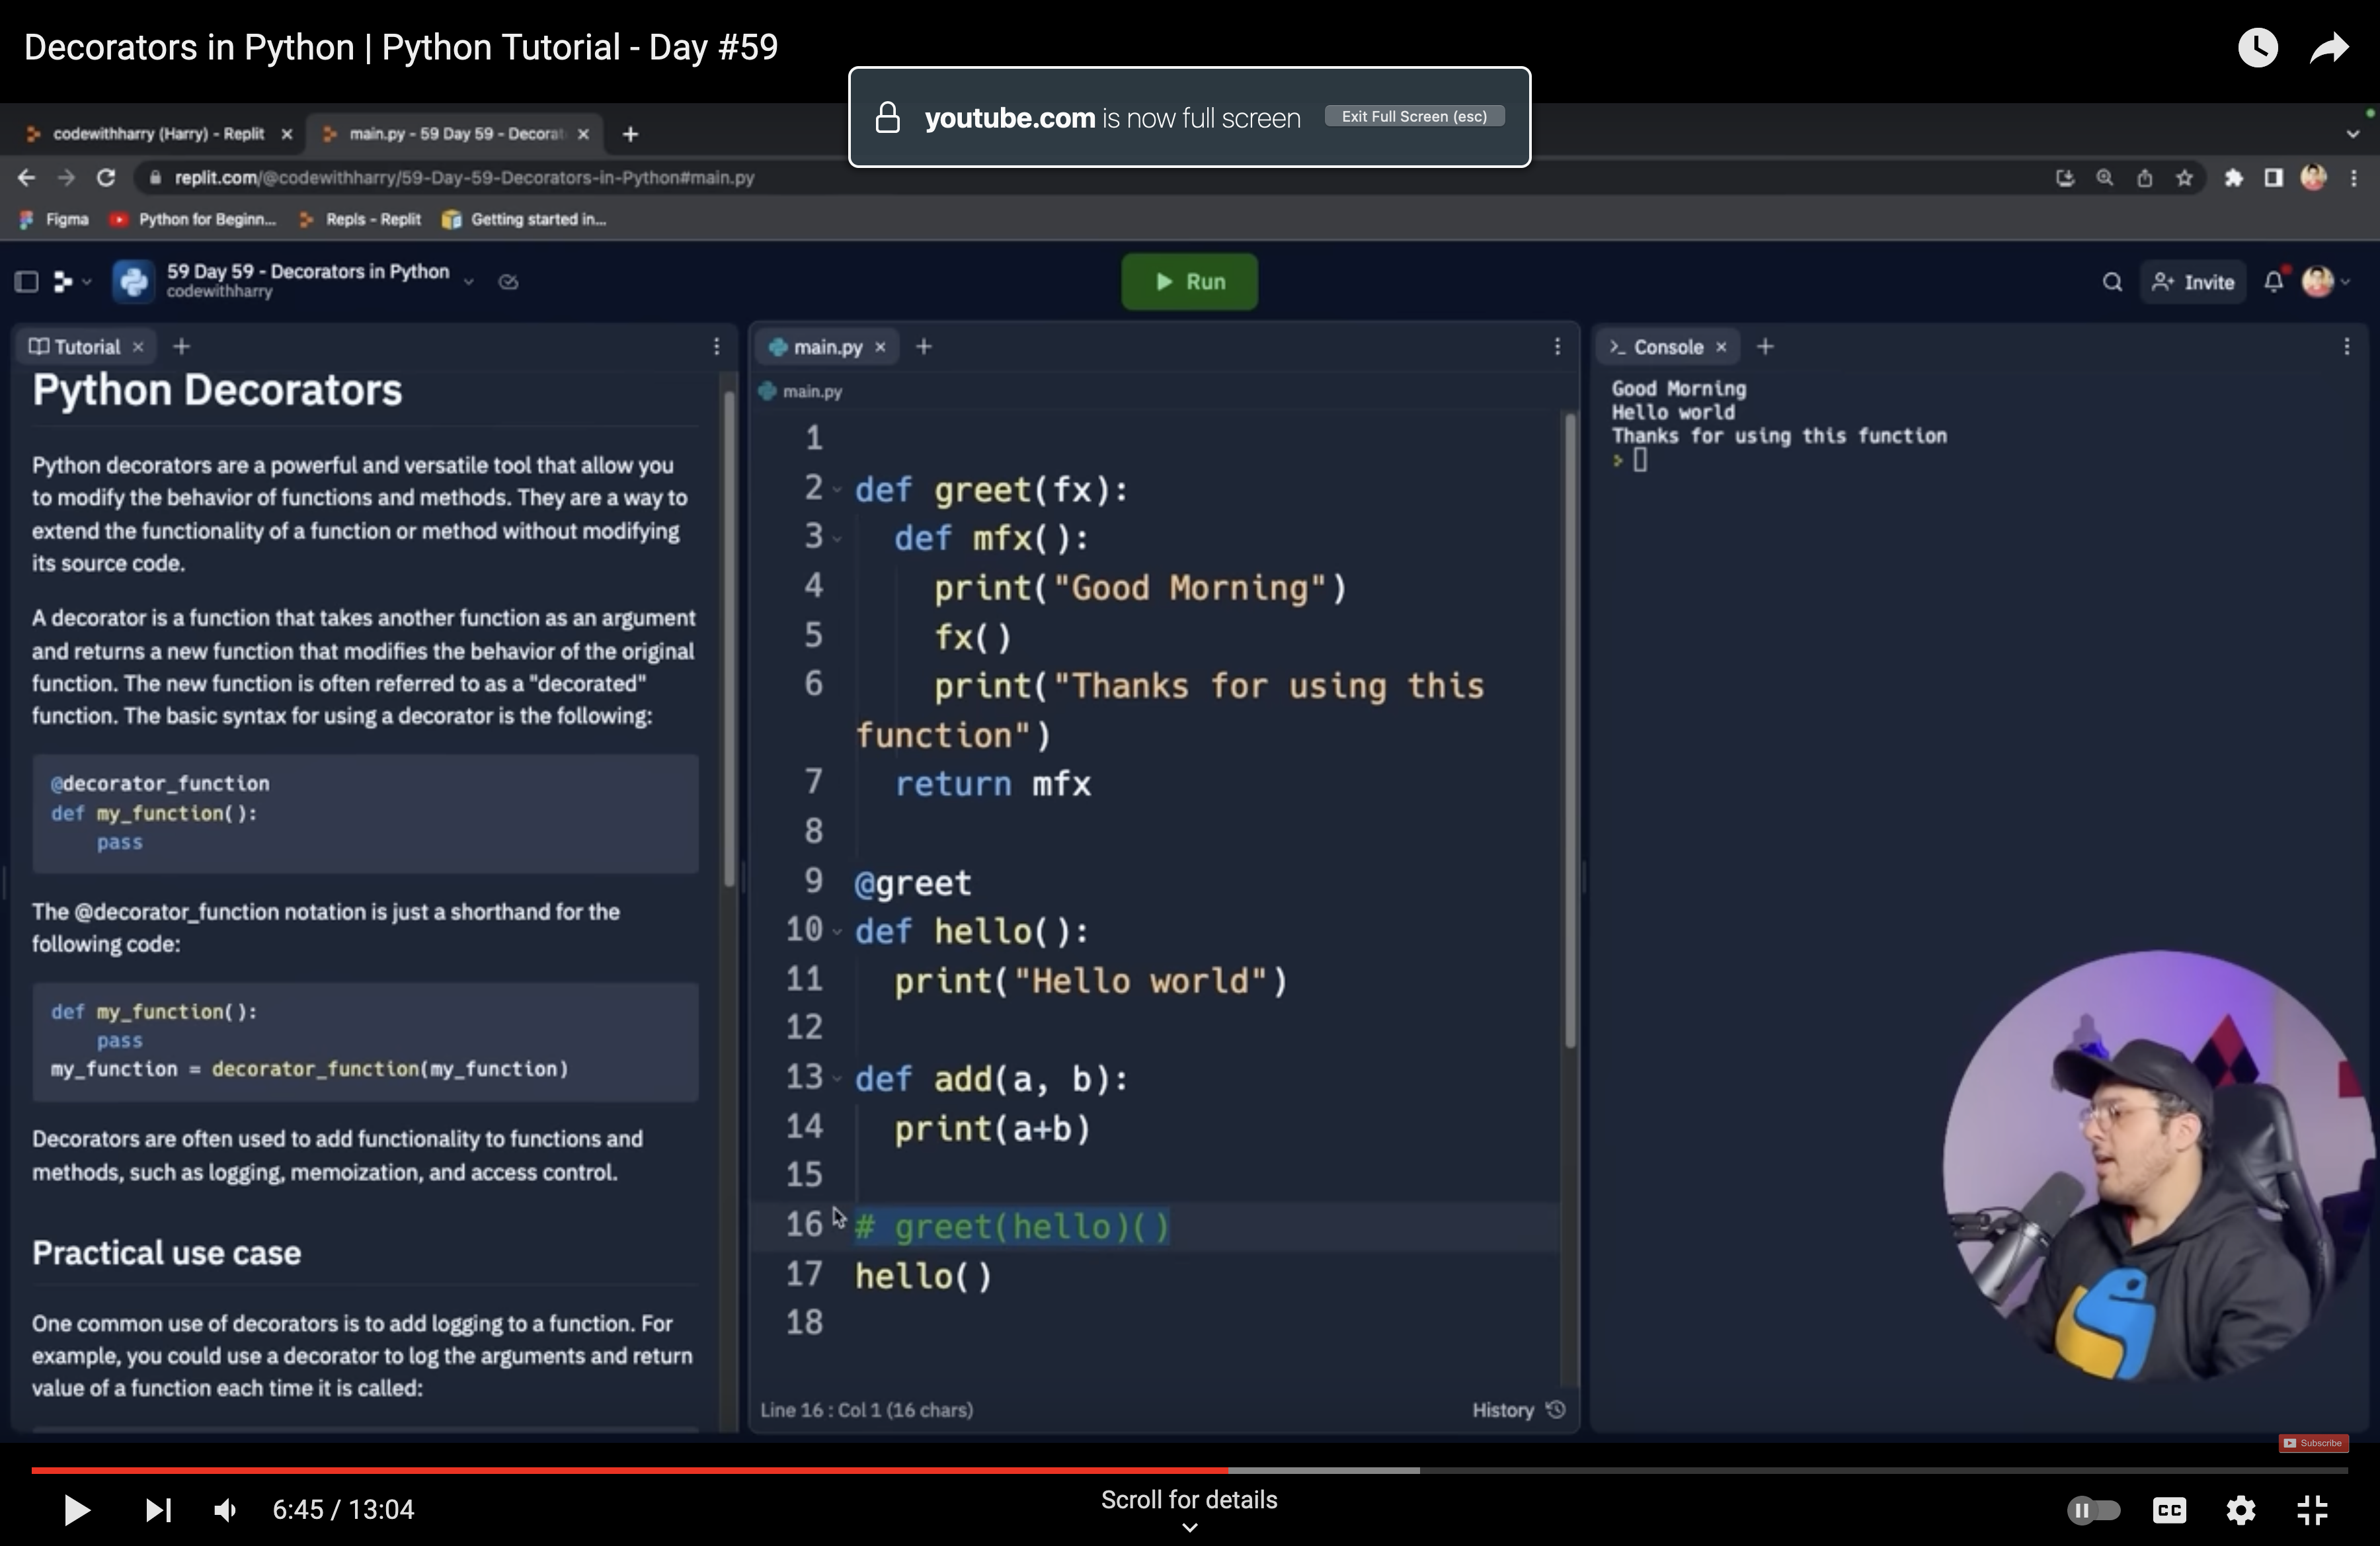 Decorators in Python | Python Tutorial - Day #59
youtube.com is now full screen
Exit Full Screen (esc)
codewithharry (Harry) - Replit
main.py - 59 Day 59 - Decorat
replit.com/@codewithharry/59-Day-59-Decorators-in-Python#main.py
Figma
Python for Beginn...
Repls - Replit
Getting started in...
59 Day 59 - Decorators in Python
codewithharry
Run
Invite
Tutorial
Python Decorators
Python decorators are a powerful and versatile tool that allow you
to modify the behavior of functions and methods. They are a way to
extend the functionality of a function or method without modifying
its source code.
A decorator is a function that takes another function as an argument
and returns a new function that modifies the behavior of the original
function. The new function is often referred to as a "decorated"
function. The basic syntax for using a decorator is the following:
@decorator_function
def my_function():
    pass
The @decorator_function notation is just a shorthand for the
following code:
def my_function():
    pass
my_function = decorator_function(my_function)
Decorators are often used to add functionality to functions and
methods, such as logging, memoization, and access control.
Practical use case
One common use of decorators is to add logging to a function. For
example, you could use a decorator to log the arguments and return
value of a function each time it is called:
main.py
main.py
1
2 def greet(fx):
3   def mfx():
4     print("Good Morning")
5     fx()
6     print("Thanks for using this
function")
7   return mfx
8
9 @greet
10 def hello():
11   print("Hello world")
12
13 def add(a, b):
14   print(a+b)
15
16 # greet(hello)()
17 hello()
18
Line 16 : Col 1 (16 chars)
History
>_ Console
Good Morning
Hello world
Thanks for using this function
>
Subscribe
6:45 / 13:04
Scroll for details
CC